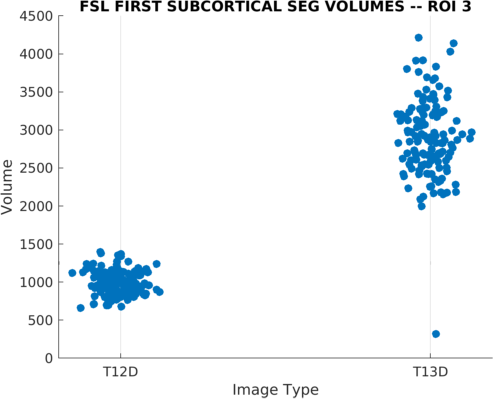 FSL FIRST SUBCORTICAL SEG VOLUMES -- ROI 3
4500
4000
3500
3000
2500
2000
1500
1000
500
0
Volume
T12D
T13D
Image Type